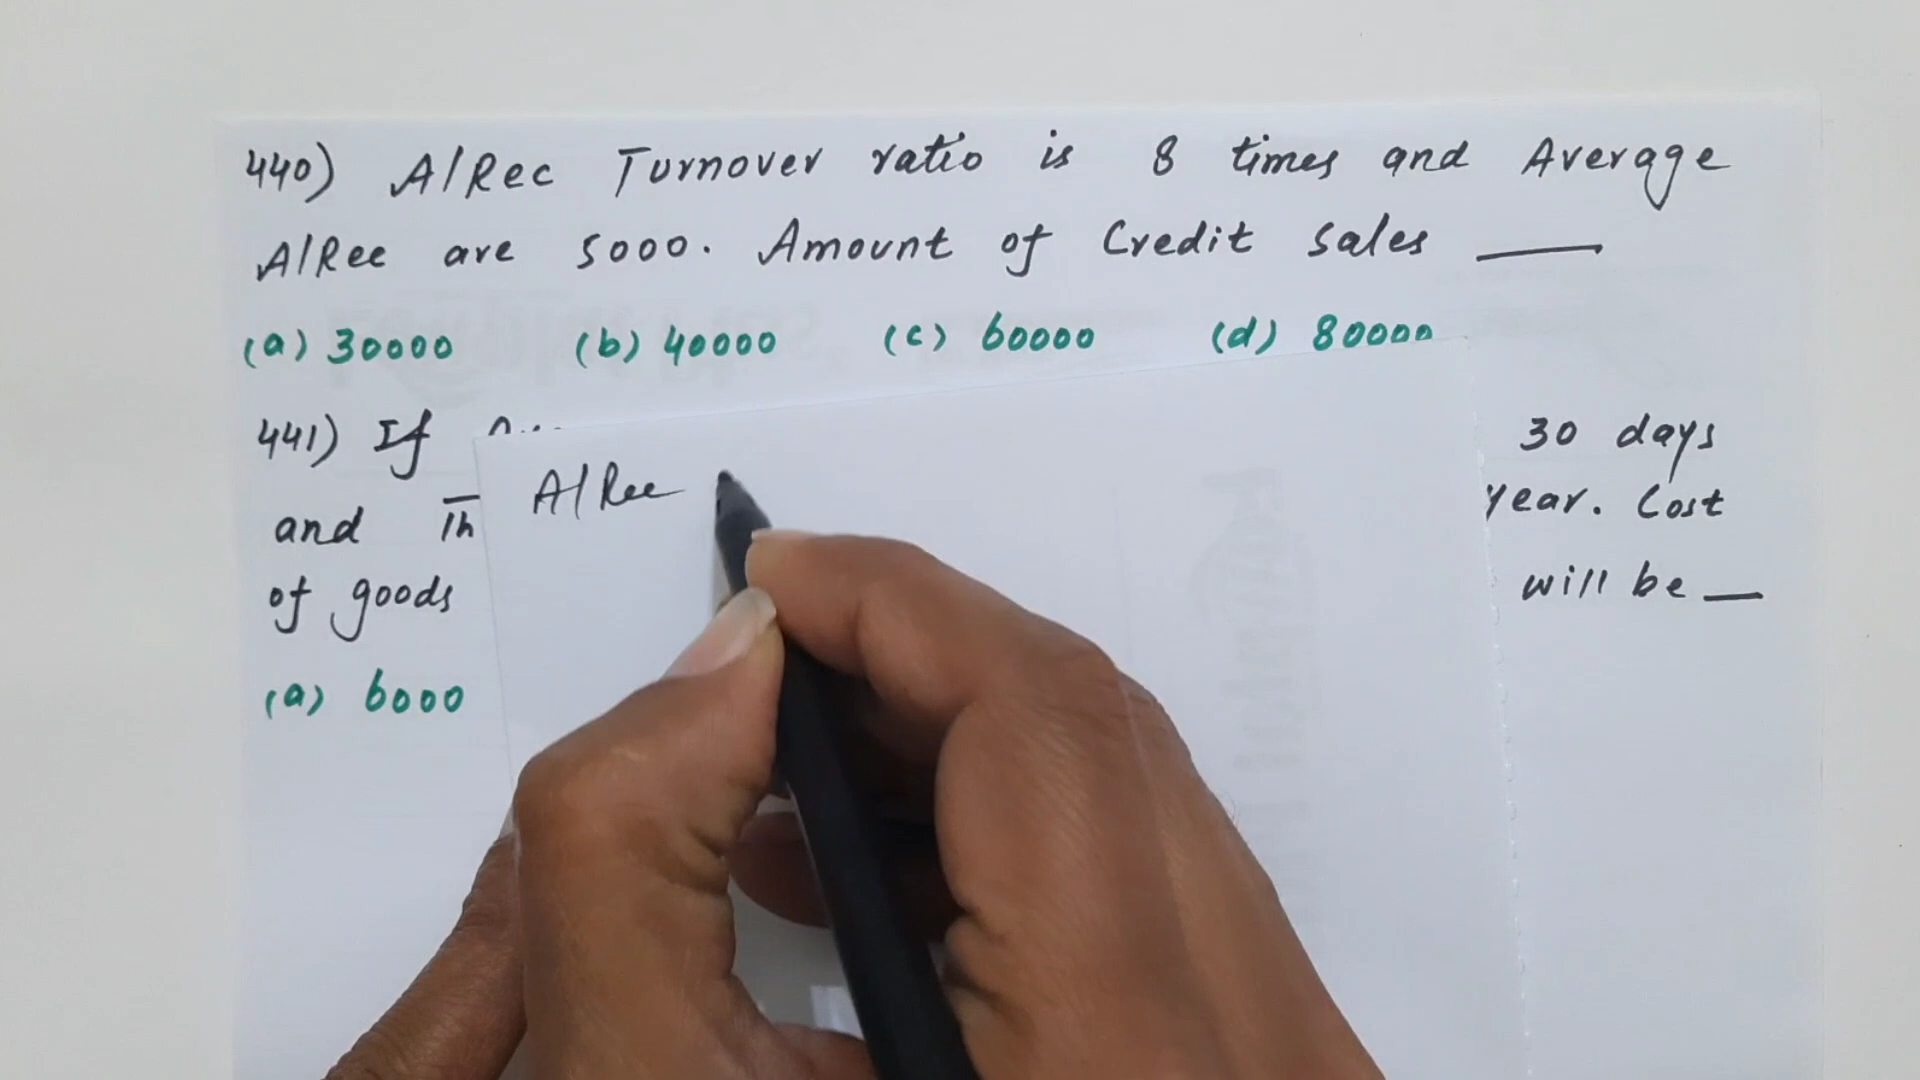 440) A/Rec Turnover ratio is 8 times and Average
A/Rec are 5000. Amount of Credit sales ___
(a) 30000 (b) 40000 (c) 60000 (d) 80000
441) If 30 days
and year. Cost
of goods will be __
(a) 6000
A/Rec